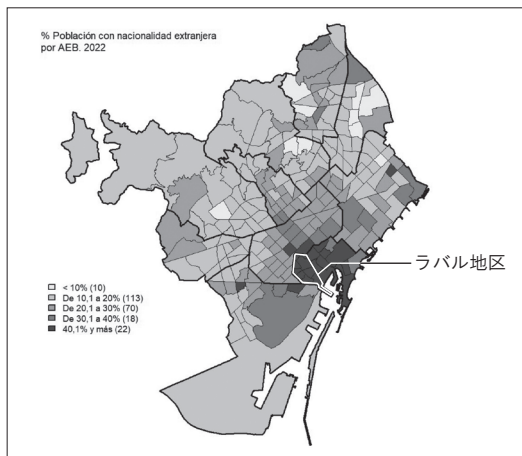 % Población con nacionalidad extranjera
por AEB. 2022
ラバル地区
< 10% (10)
De 10,1 a 20% (113)
De 20,1 a 30% (70)
De 30,1 a 40% (18)
40,1% y más (22)